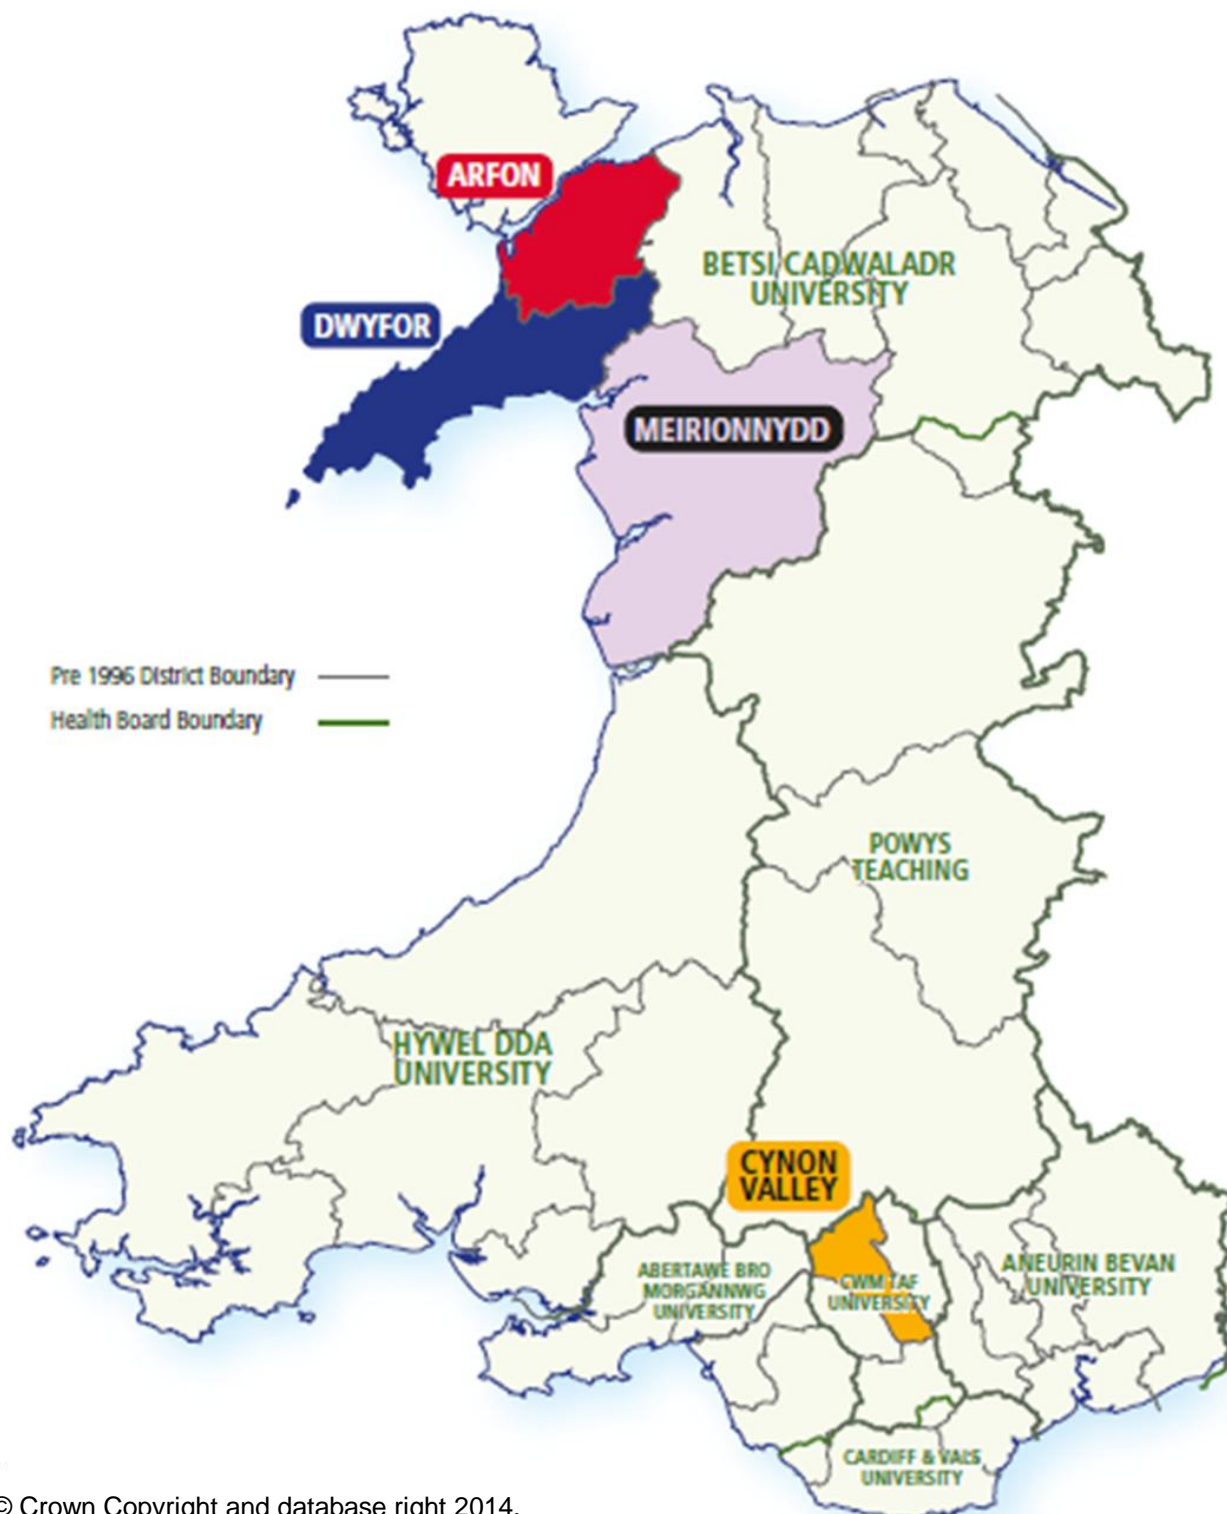 ARFON
BETSI CADWALADR
UNIVERSITY
DWYFOR
MEIRIONNYDD
Pre 1996 District Boundary
Health Board Boundary
POWYS
TEACHING
HYWEL DDA
UNIVERSITY
CYNON
VALLEY
ABERTAWE BRO
MORGANNWG
UNIVERSITY
CWM TAF
UNIVERSITY
ANEURIN BEVAN
UNIVERSITY
CARDIFF & VALE
UNIVERSITY
© Crown Copyright and database right 2014.